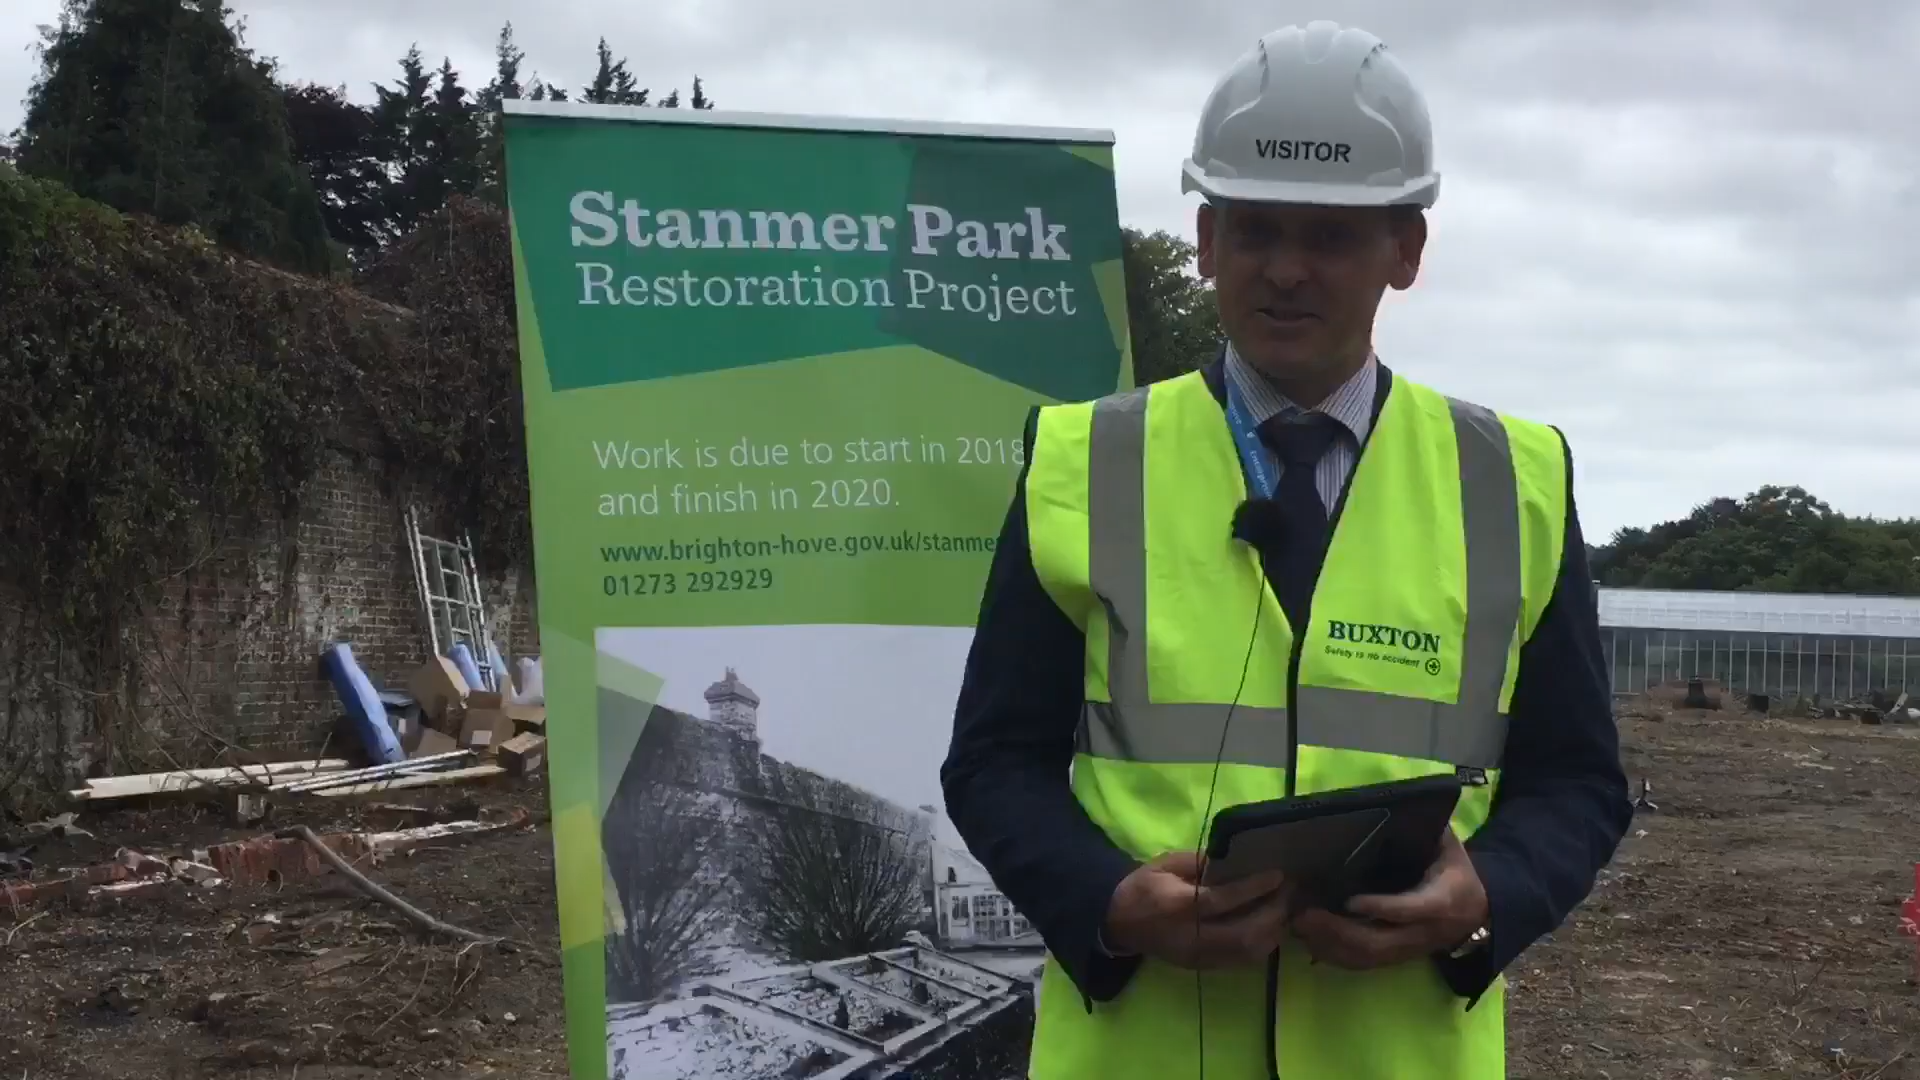 Stanmer Park
Restoration Project
Work is due to start in 2018
and finish in 2020.
www.brighton-hove.gov.uk/stanme
01273 292929
VISITOR
BUXTON
Safety is no accident